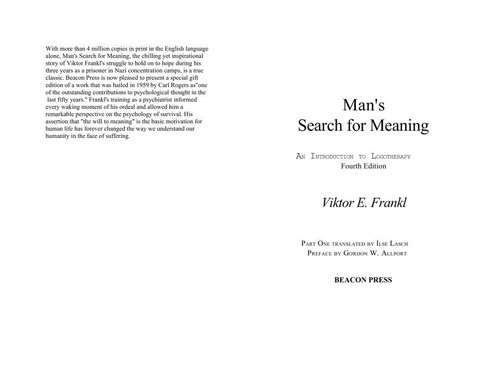 With more than 4 million copies in print in the English language
alone, Man's Search for Meaning, the chilling yet inspirational
story of Viktor Frankl's struggle to hold on to hope during his
three years as a prisoner in Nazi concentration camps, is a true
classic. Beacon Press is now pleased to present a special gift
edition of a work that was hailed in 1959 by Carl Rogers as"one
of the outstanding contributions to psychological thought in the
last fifty years." Frankl's training as a psychiatrist informed
every waking moment of his ordeal and allowed him a
remarkable perspective on the psychology of survival. His
assertion that "the will to meaning" is the basic motivation for
human life has forever changed the way we understand our
humanity in the face of suffering.
Man's
Search for Meaning
An Introduction to Logotherapy
Fourth Edition
Viktor E. Frankl
Part One translated by Ilse Lasch
Preface by Gordon W. Allport
BEACON PRESS